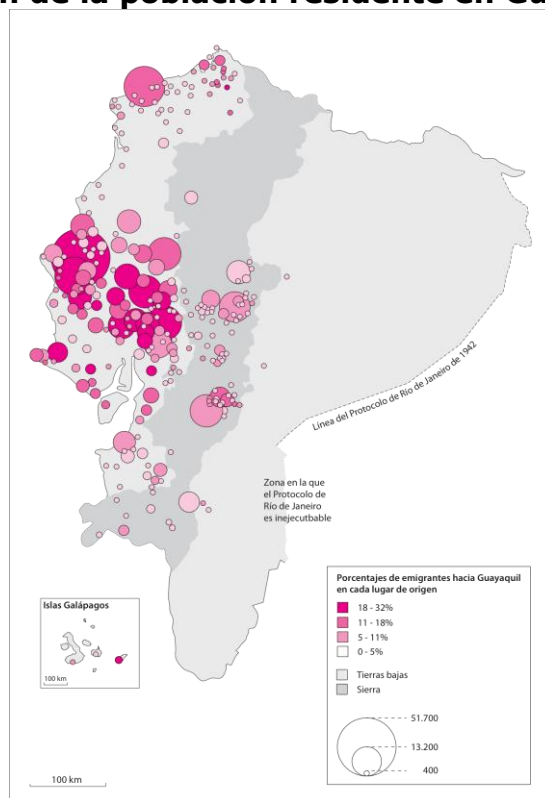 de la población residente en
Línea del Protocolo de Río de Janeiro de 1942
Zona en la que
el Protocolo de
Río de Janeiro
es inejecutbable
Islas Galápagos
100 km
100 km
Porcentajes de emigrantes hacia Guayaquil
en cada lugar de origen
18 - 32%
11 - 18%
5 - 11%
0 - 5%
Tierras bajas
Sierra
51.700
13.200
400